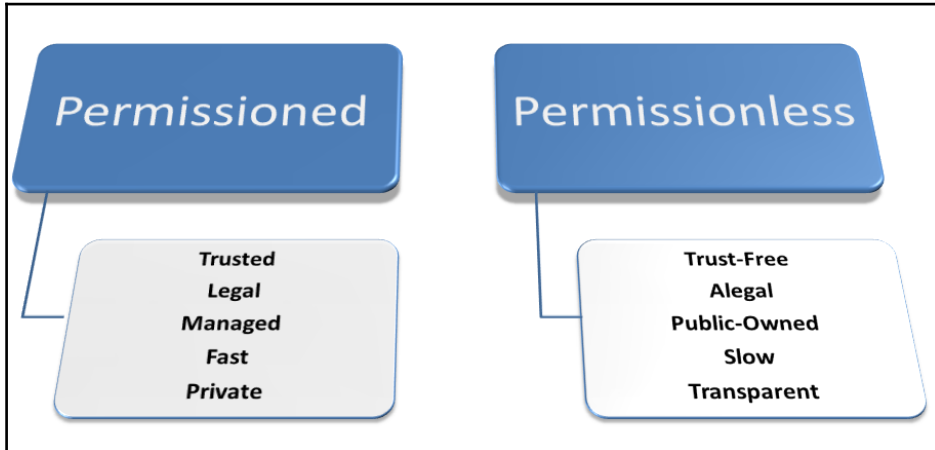 Permissioned
Trusted
Legal
Managed
Fast
Private
Permissionless
Trust-Free
Alegal
Public-Owned
Slow
Transparent